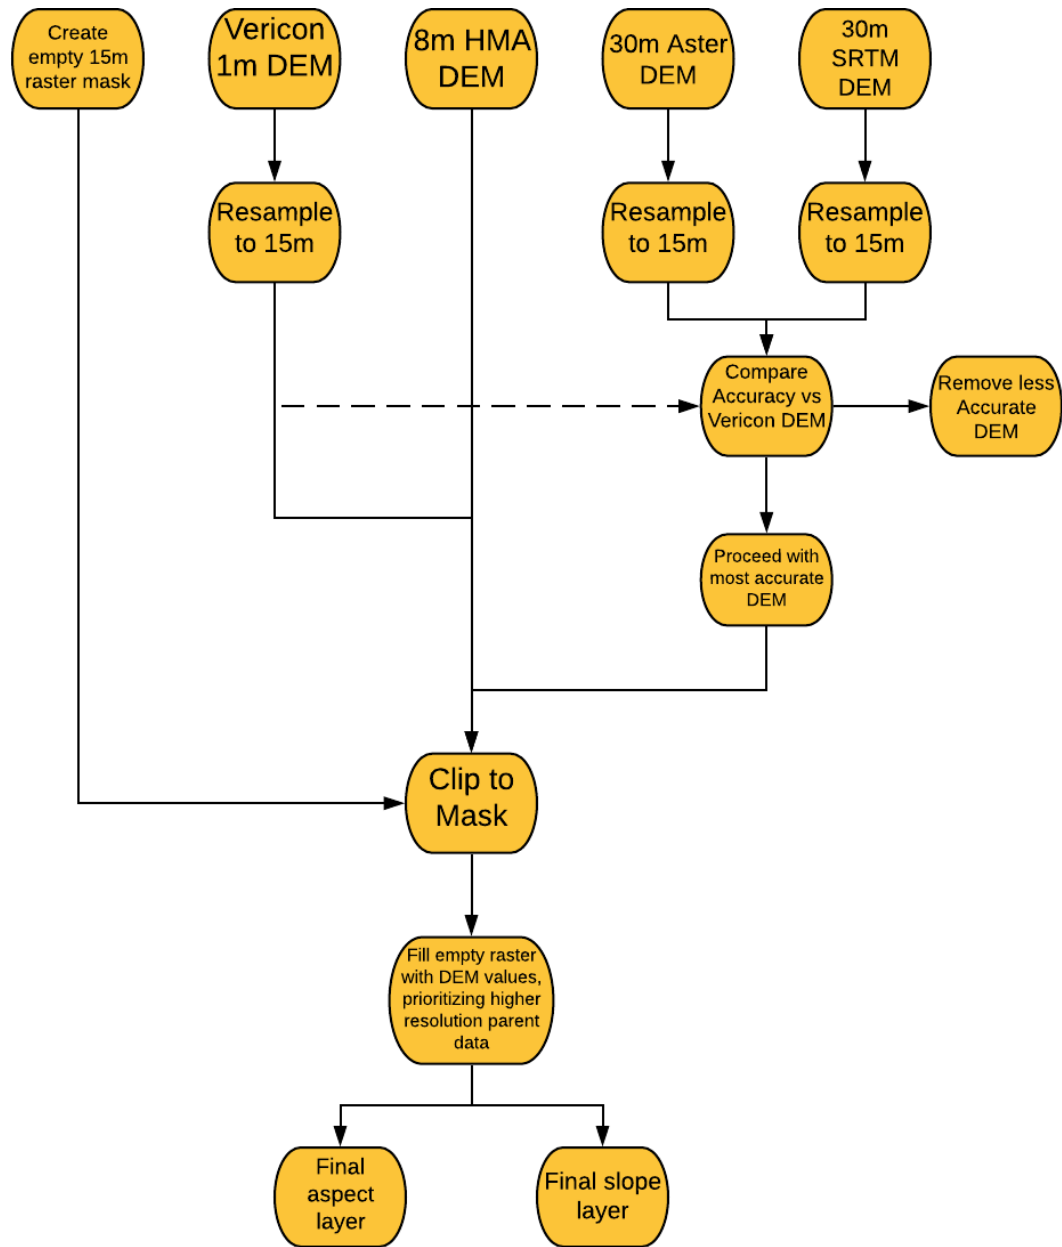 Create
empty 15m
raster mask
Vericon
1m DEM
8m HMA
DEM
30m Aster
DEM
30m
SRTM
DEM
Resample
to 15m
Resample
to 15m
Resample
to 15m
Compare
Accuracy vs
Vericon DEM
Remove less
Accurate
DEM
Proceed with
most accurate
DEM
Clip to
Mask
Fill empty raster
with DEM values,
prioritizing higher
resolution parent
data
Final
aspect
layer
Final slope
layer